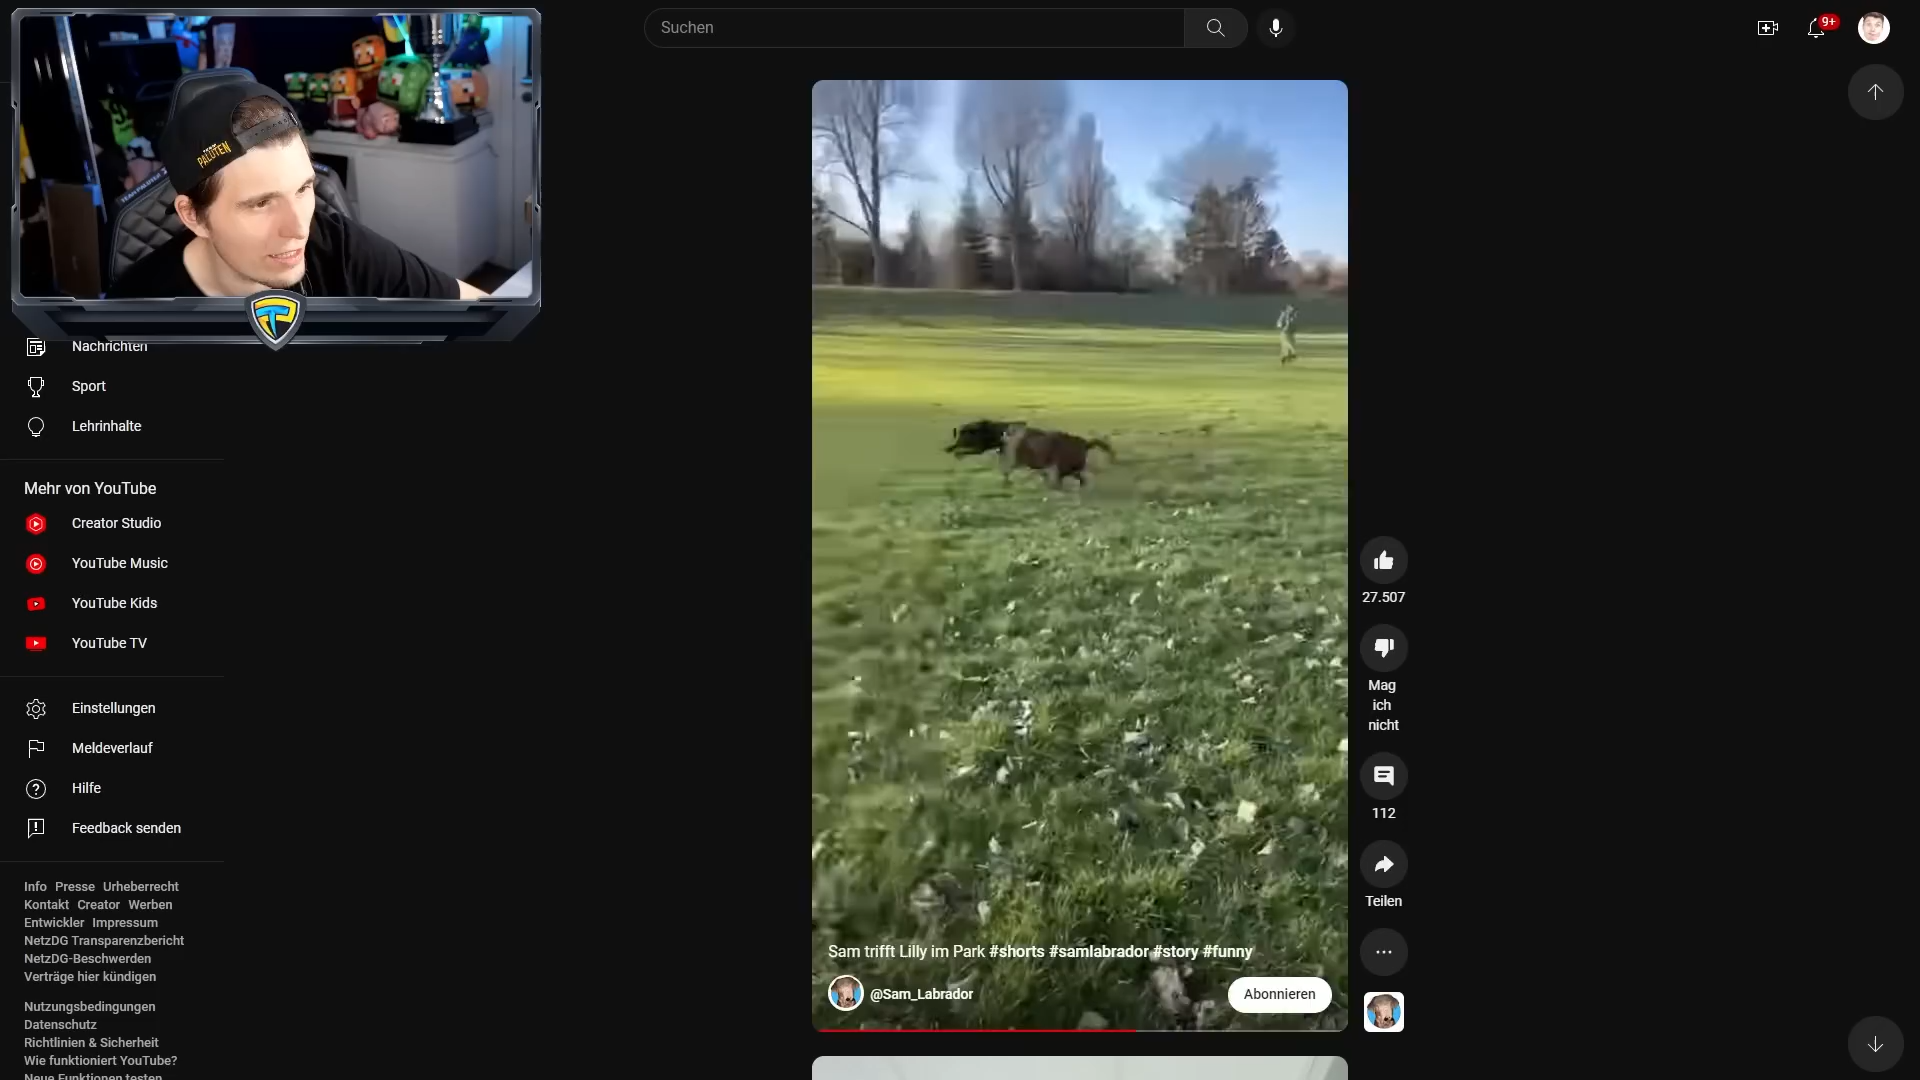 Suchen
9+
PALUTEN
Nachrichten
Sport
Lehrinhalte
Mehr von YouTube
Creator Studio
YouTube Music
YouTube Kids
YouTube TV
Einstellungen
Meldeverlauf
Hilfe
Feedback senden
Info Presse Urheberrecht
Kontakt Creator Werben
Entwickler Impressum
NetzDG Transparenzbericht
NetzDG-Beschwerden
Verträge hier kündigen
Nutzungsbedingungen
Datenschutz
Richtlinien & Sicherheit
Wie funktioniert YouTube?
Neue Funktionen testen
27.507
Mag
ich
nicht
112
Teilen
Sam trifft Lilly im Park #shorts #samlabrador #story #funny
@Sam_Labrador
Abonnieren